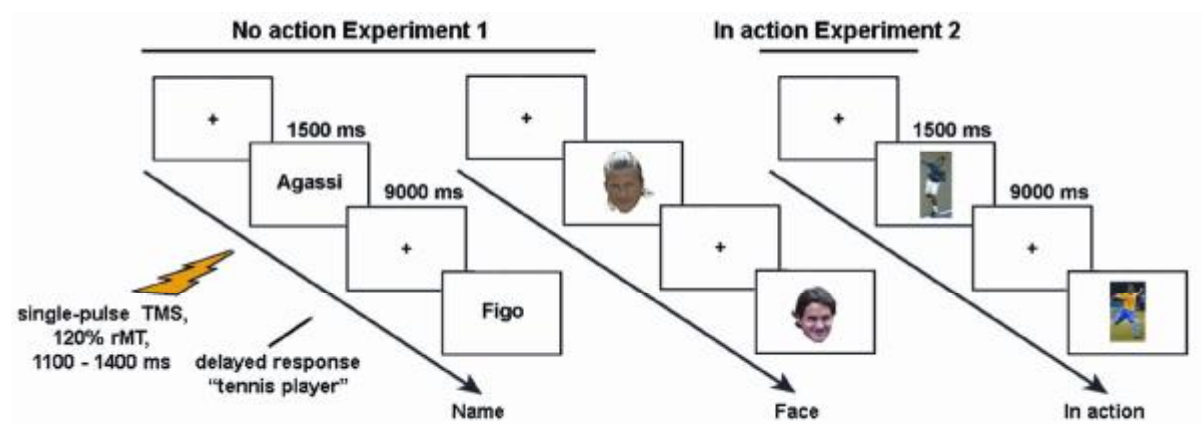 No action Experiment 1
In action Experiment 2
+
1500 ms
Agassi
9000 ms
+
Figo
single-pulse TMS,
120% rMT,
1100 - 1400 ms
delayed response
"tennis player"
Name
+
+
Face
+
1500 ms
9000 ms
+
In action